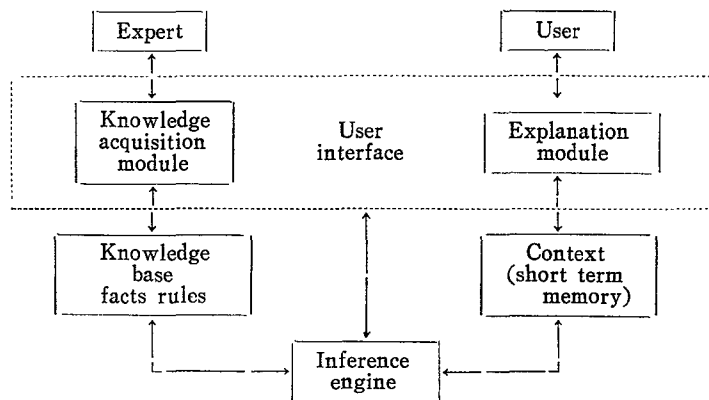 Expert
User
Knowledge
acquisition
module
User
interface
Explanation
module
Knowledge
base
facts rules
Context
(short term
memory)
Inference
engine